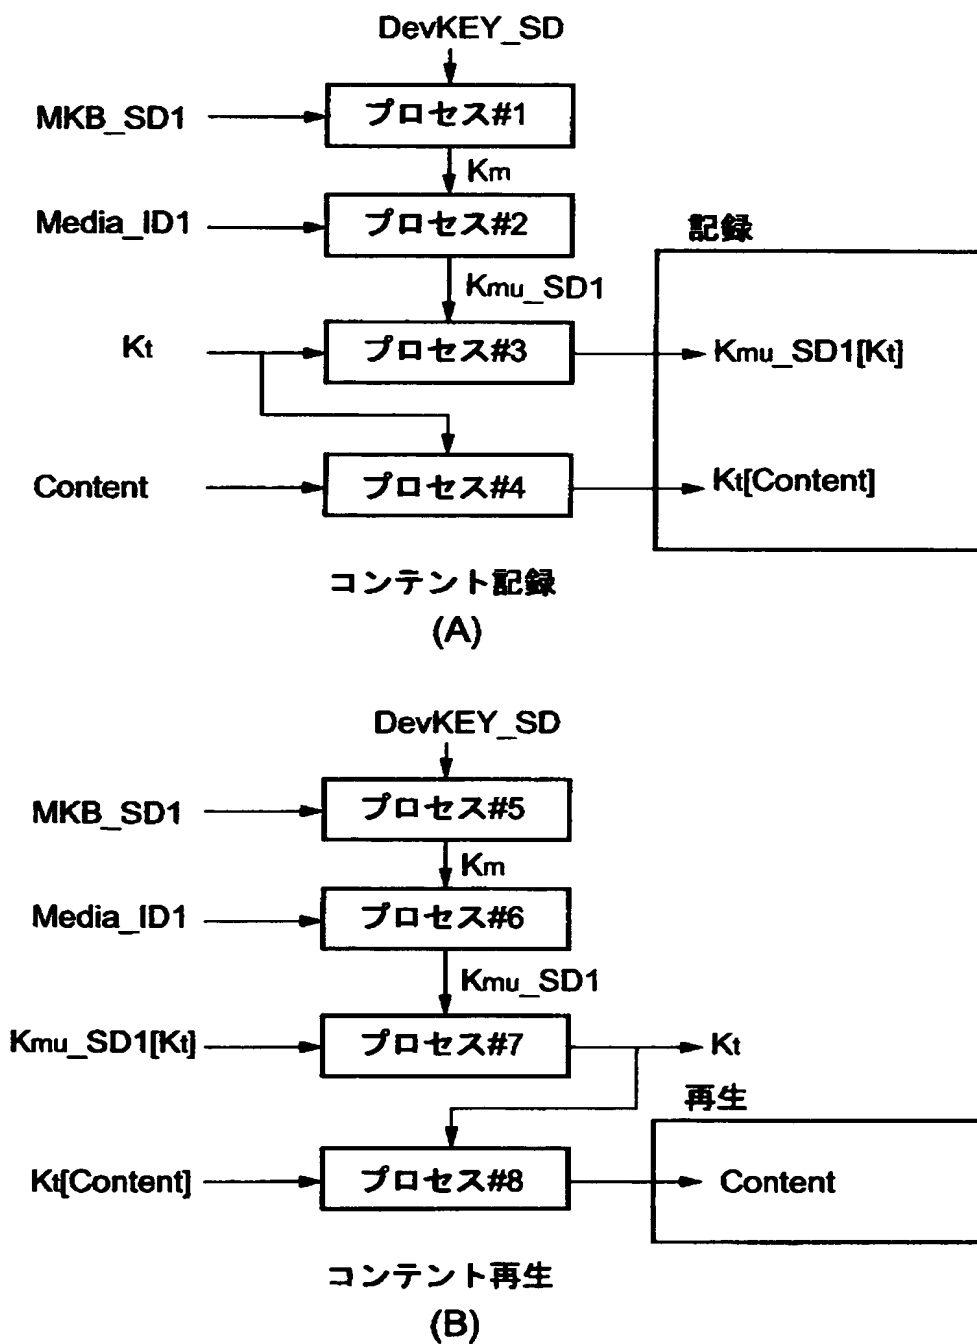 DevKEY_SD
MKB_SD1
プロセス#1
Km
Media_ID1
プロセス#2
記録
Kmu_SD1
Kt
プロセス#3
Kmu_SD1[Kt]
Content
プロセス#4
Kt[Content]
コンテント記録
(A)
DevKEY_SD
MKB_SD1
プロセス#5
Km
Media_ID1
プロセス#6
Kmu_SD1
Kmu_SD1[Kt]
プロセス#7
Kt
再生
Kt[Content]
プロセス#8
Content
コンテント再生
(B)